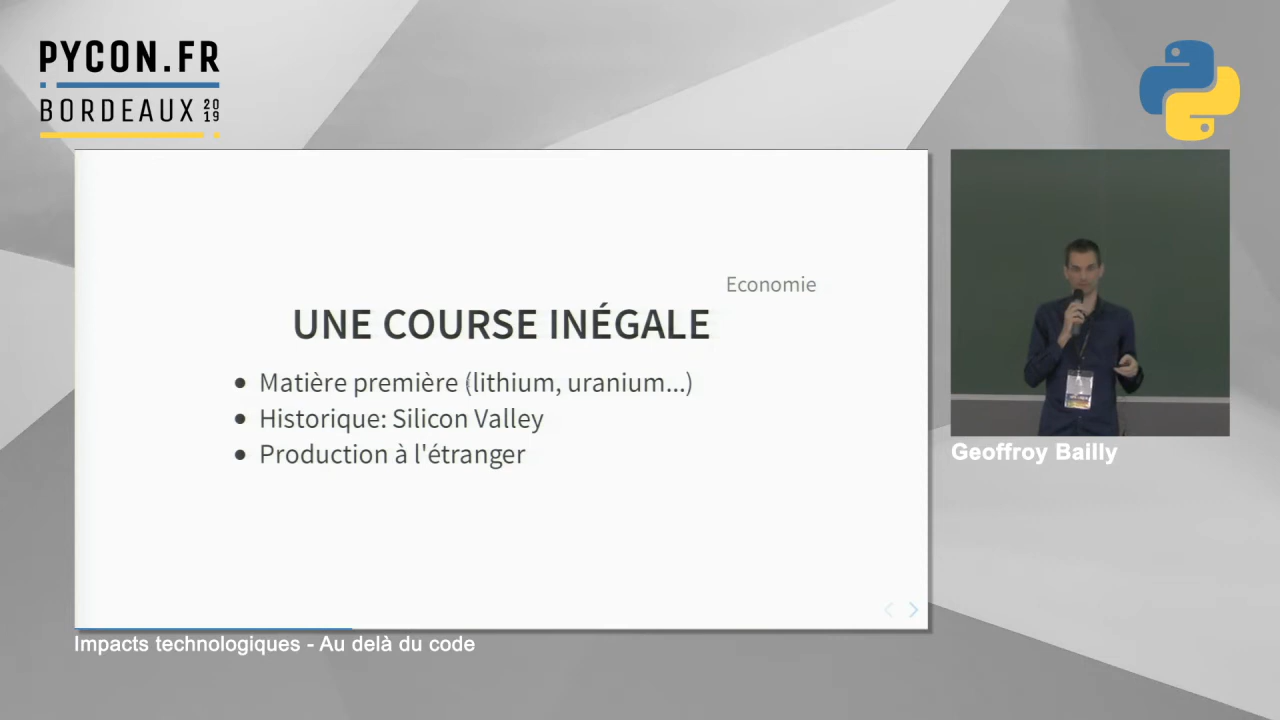 PYCON.FR
BORDEAUX 2019
Economie
UNE COURSE INÉGALE
• Matière première (lithium, uranium...)
• Historique: Silicon Valley
• Production à l'étranger
Geoffroy Bailly
Impacts technologiques - Au delà du code